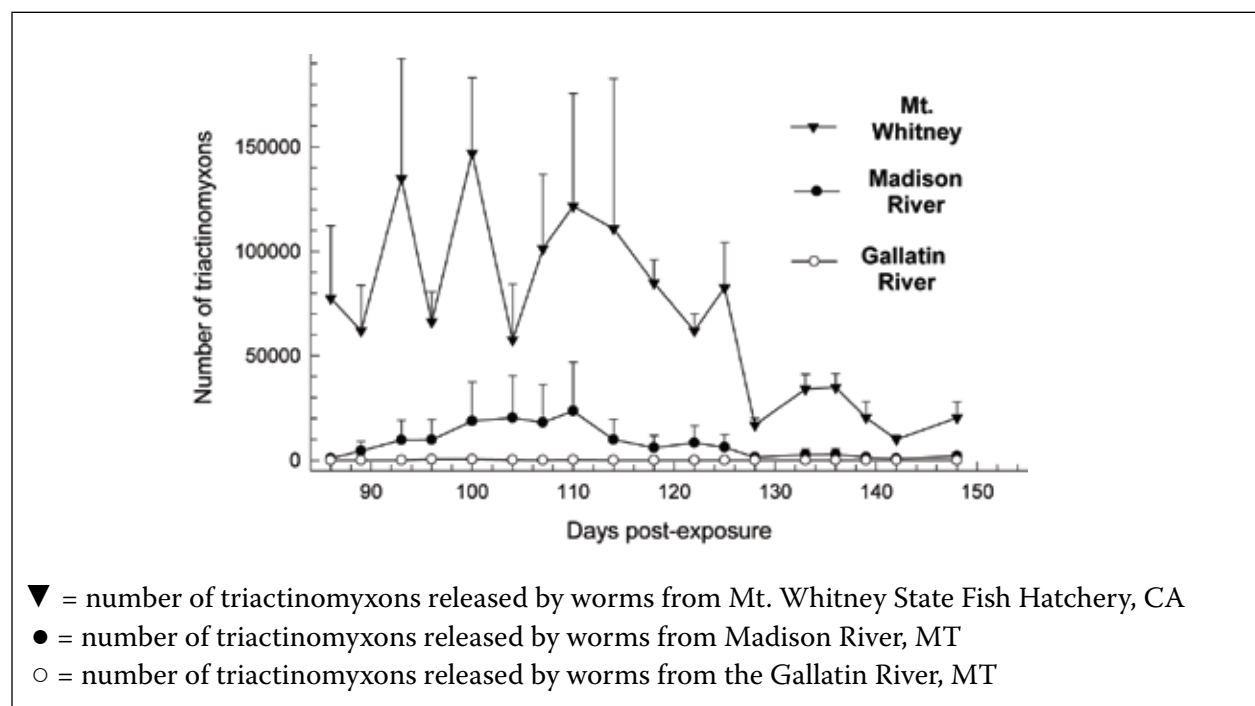 Number of triactinomyxons
150000
100000
50000
0
90 100 110 120 130 140 150
Days post-exposure
Mt.
Whitney
Madison
River
Gallatin
River
▼ = number of triactinomyxons released by worms from Mt. Whitney State Fish Hatchery, CA
● = number of triactinomyxons released by worms from Madison River, MT
○ = number of triactinomyxons released by worms from the Gallatin River, MT